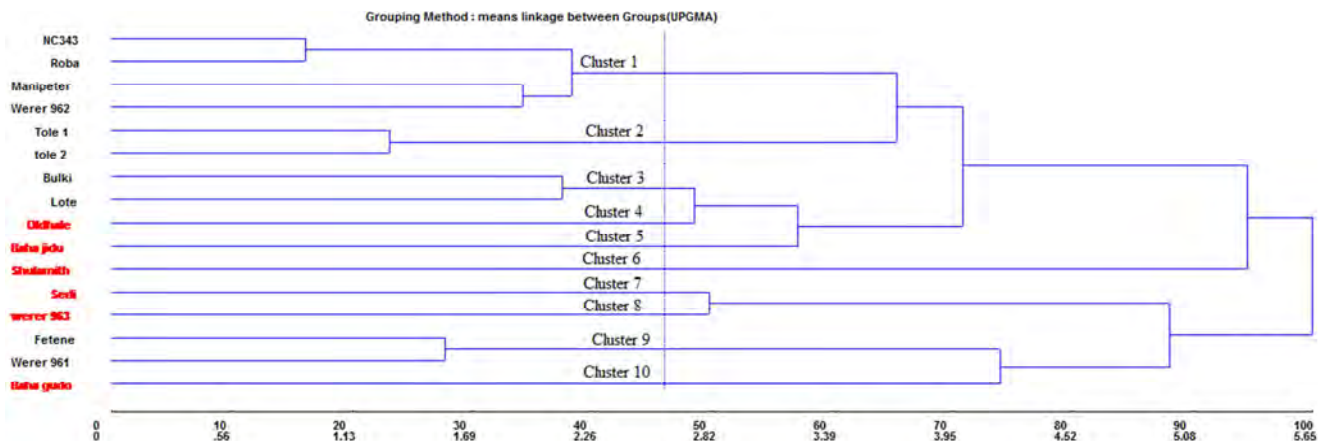 Grouping Method : means linkage between Groups(UPGMA)
NC343
Roba
Cluster 1
Manipeter
Werer 962
Tole 1
Cluster 2
tole 2
Bulki
Cluster 3
Lote
Cluster 4
Baha jidu
Cluster 5
Shulamith
Cluster 6
Serji
Cluster 7
werer 963
Cluster 8
Fetene
Cluster 9
Werer 961
Cluster 10
Baha gudo
0 10 20 30 40 50 60 70 80 90 100
0 .56 1.13 1.69 2.26 2.82 3.39 3.95 4.52 5.08 5.65